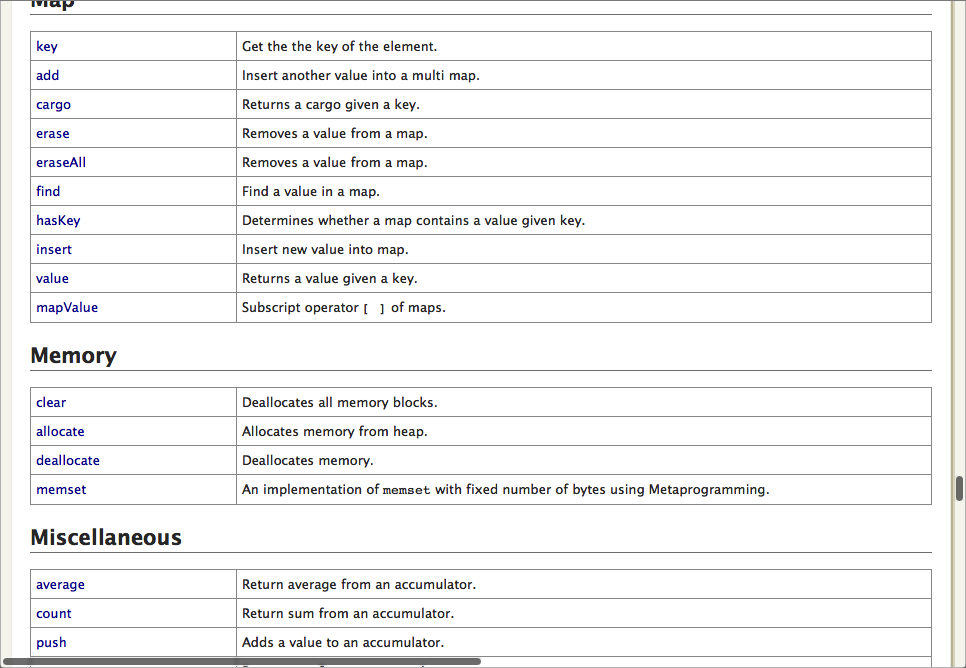 Map
key Get the the key of the element.
add Insert another value into a multi map.
cargo Returns a cargo given a key.
erase Removes a value from a map.
eraseAll Removes a value from a map.
find Find a value in a map.
hasKey Determines whether a map contains a value given key.
insert Insert new value into map.
value Returns a value given a key.
mapValue Subscript operator [ ] of maps.
Memory
clear Deallocates all memory blocks.
allocate Allocates memory from heap.
deallocate Deallocates memory.
memset An implementation of memset with fixed number of bytes using Metaprogramming.
Miscellaneous
average Return average from an accumulator.
count Return sum from an accumulator.
push Adds a value to an accumulator.